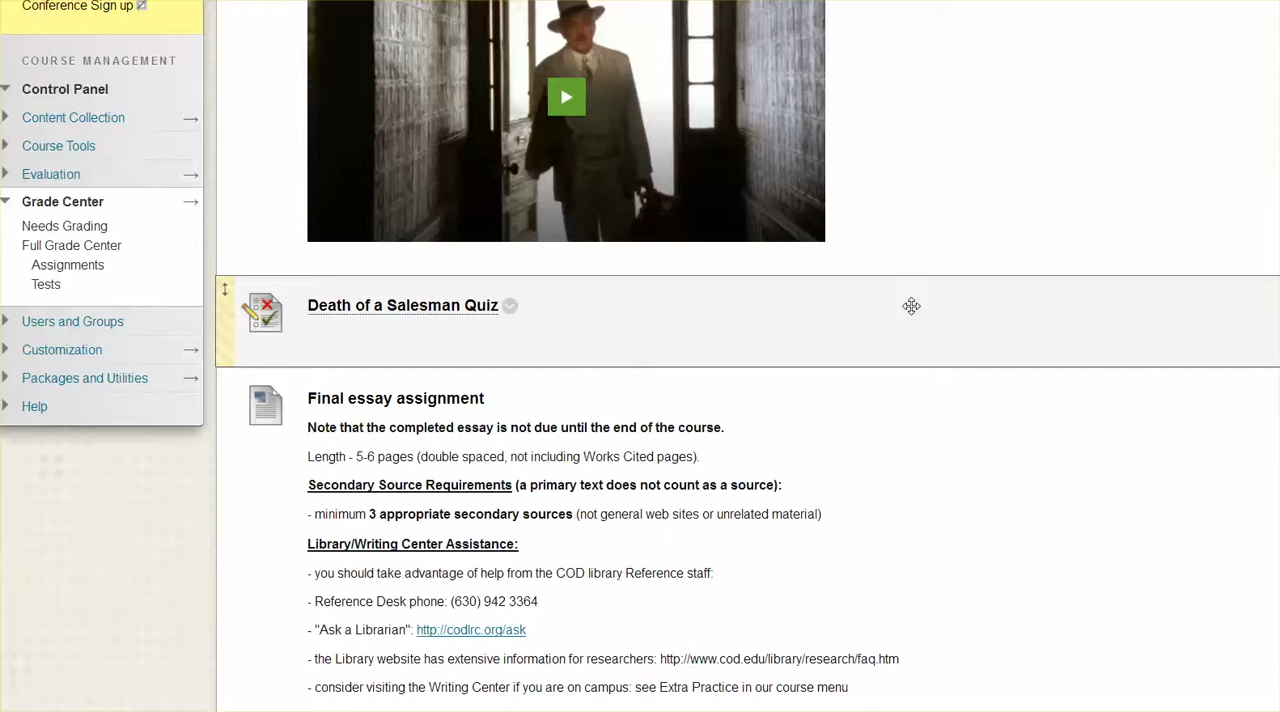 Conference Sign up
COURSE MANAGEMENT
Control Panel
Content Collection
Course Tools
Evaluation
Grade Center
Needs Grading
Full Grade Center
Assignments
Tests
Users and Groups
Customization
Packages and Utilities
Help
Death of a Salesman Quiz
Final essay assignment
Note that the completed essay is not due until the end of the course.
Length - 5-6 pages (double spaced, not including Works Cited pages).
Secondary Source Requirements (a primary text does not count as a source):
- minimum 3 appropriate secondary sources (not general web sites or unrelated material)
Library/Writing Center Assistance:
- you should take advantage of help from the COD library Reference staff:
- Reference Desk phone: (630) 942 3364
- "Ask a Librarian": http://codlrc.org/ask
- the Library website has extensive information for researchers: http://www.cod.edu/library/research/faq.htm
- consider visiting the Writing Center if you are on campus: see Extra Practice in our course menu